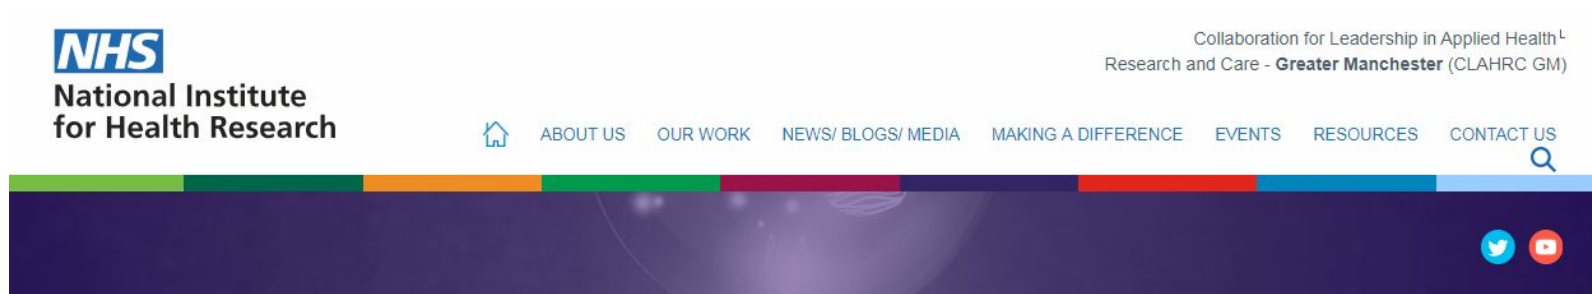 NHS
National Institute
for Health Research
Collaboration for Leadership in Applied Health L
Research and Care - Greater Manchester (CLAHRC GM)
ABOUT US OUR WORK NEWS/ BLOGS/ MEDIA MAKING A DIFFERENCE EVENTS RESOURCES CONTACT US